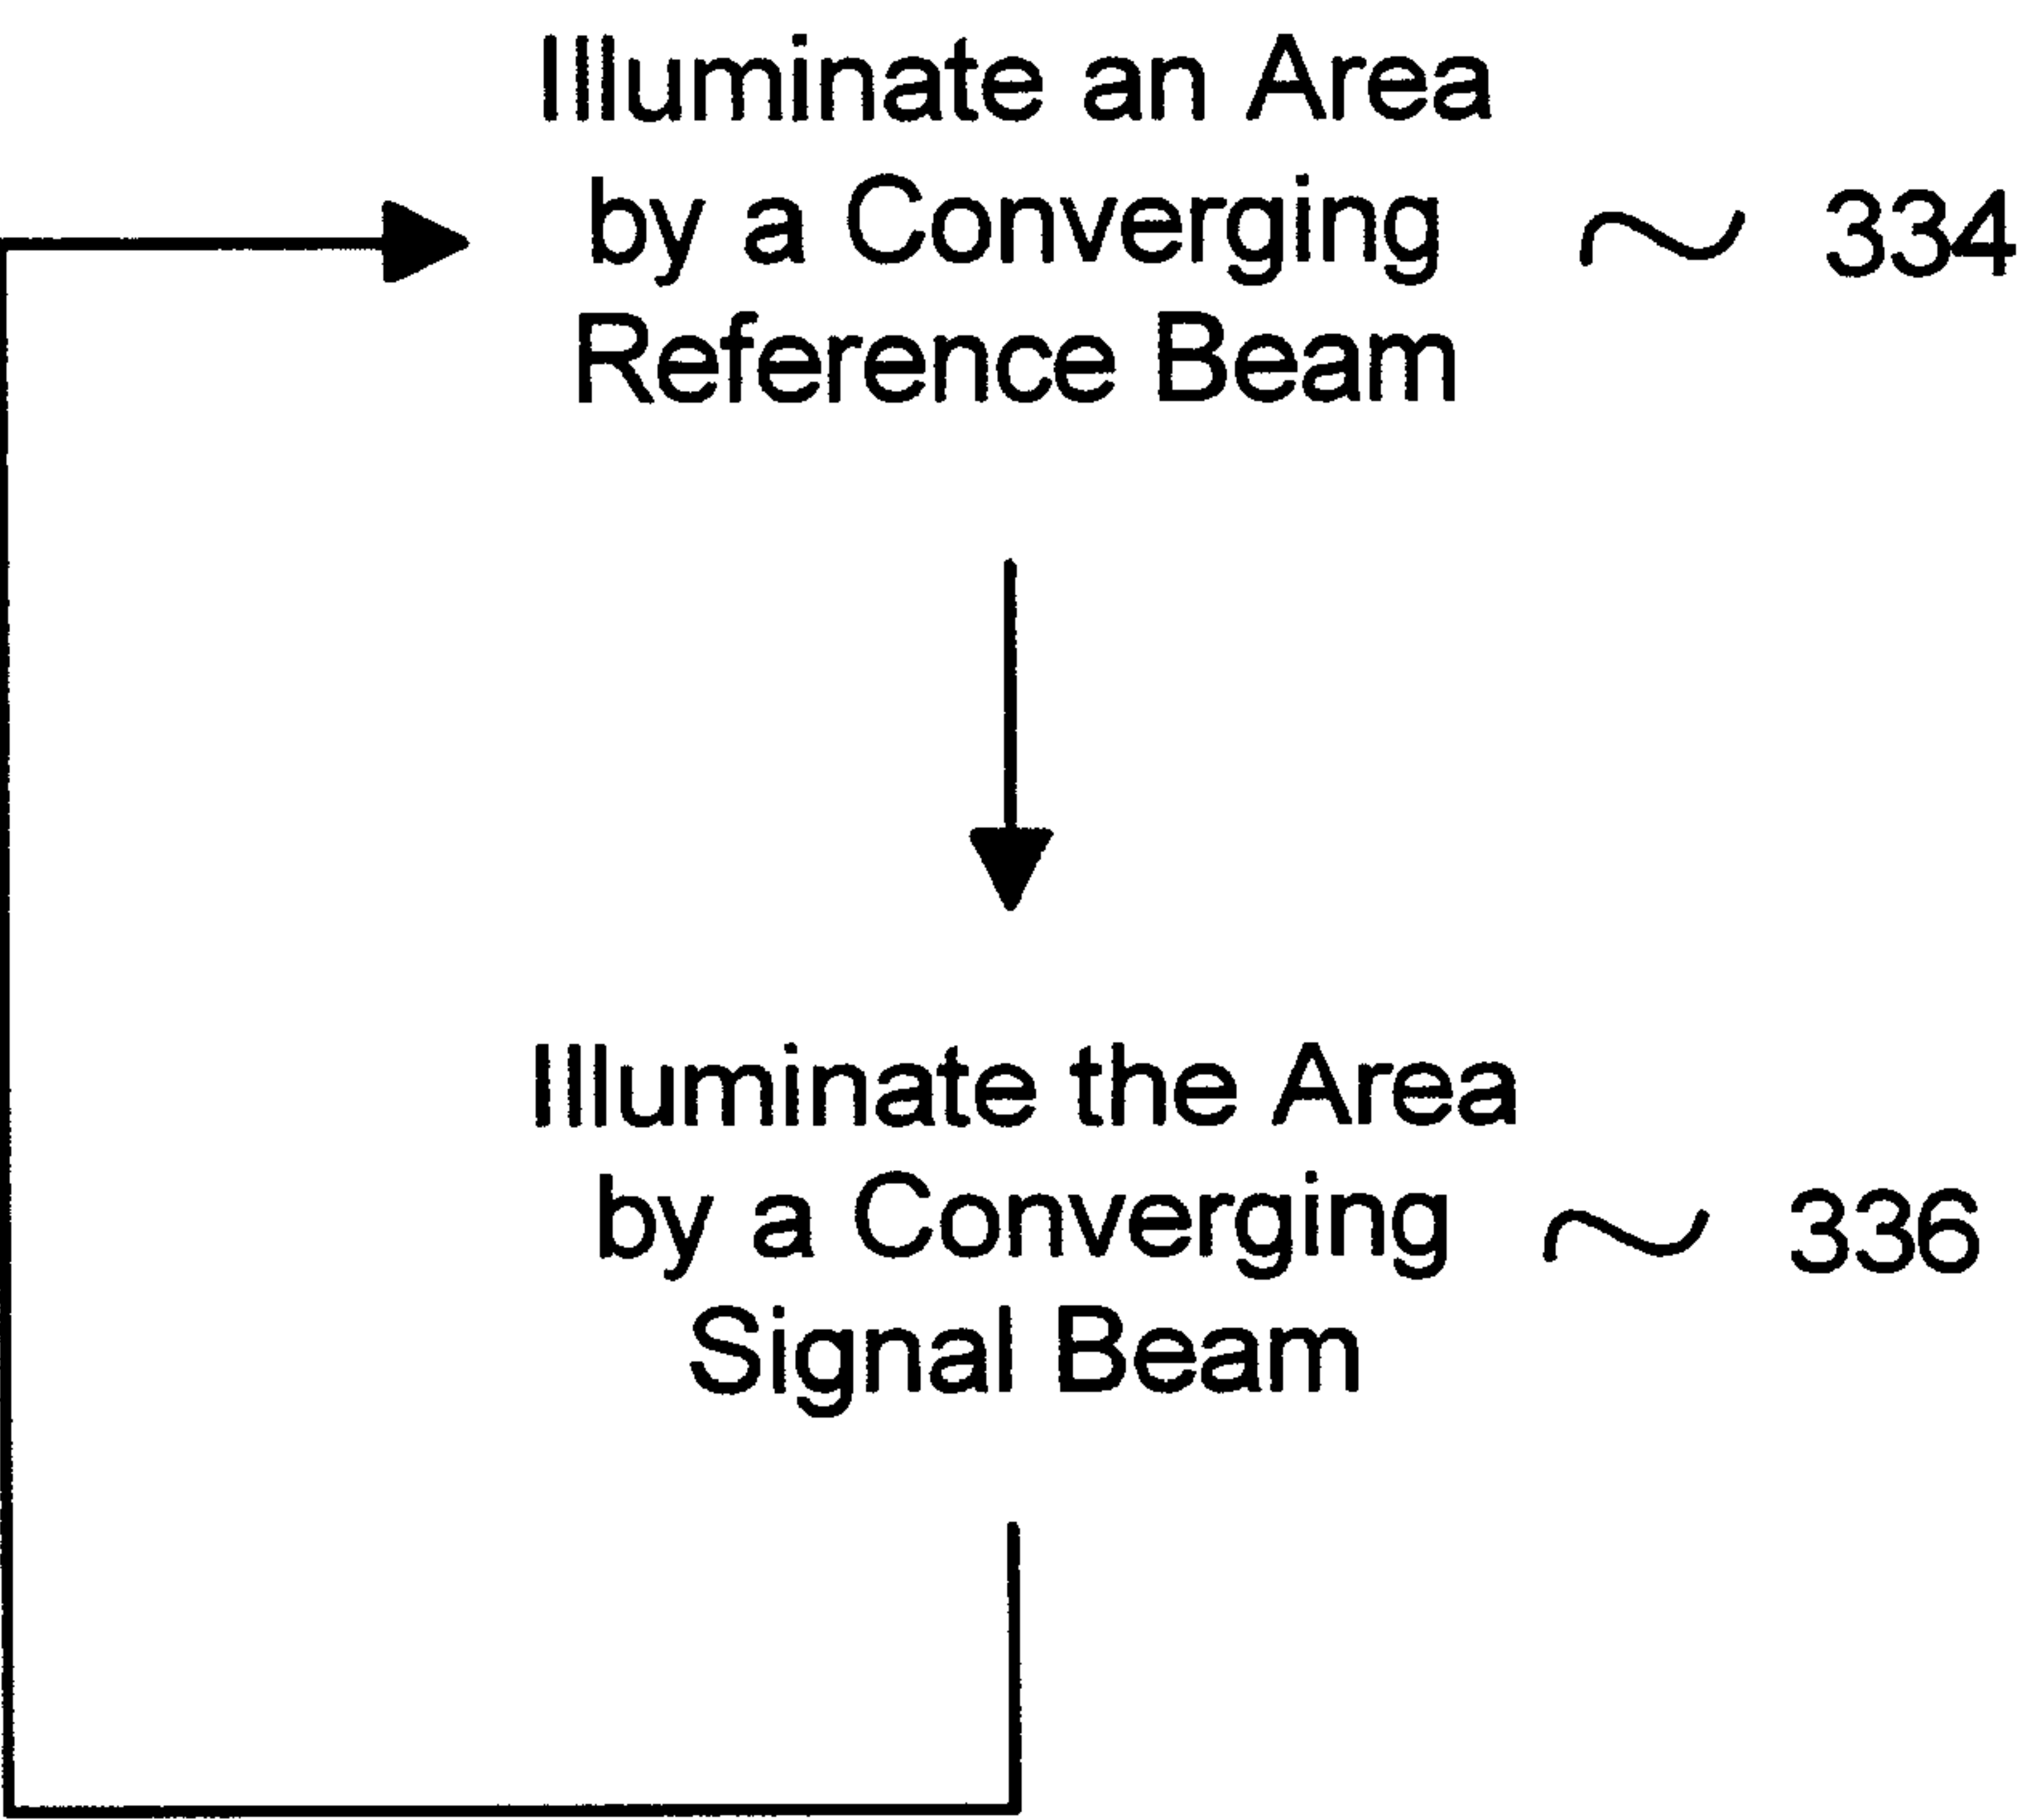 Illuminate an Area
by a Converging
Reference Beam
334
Illuminate the Area
by a Converging
Signal Beam
336